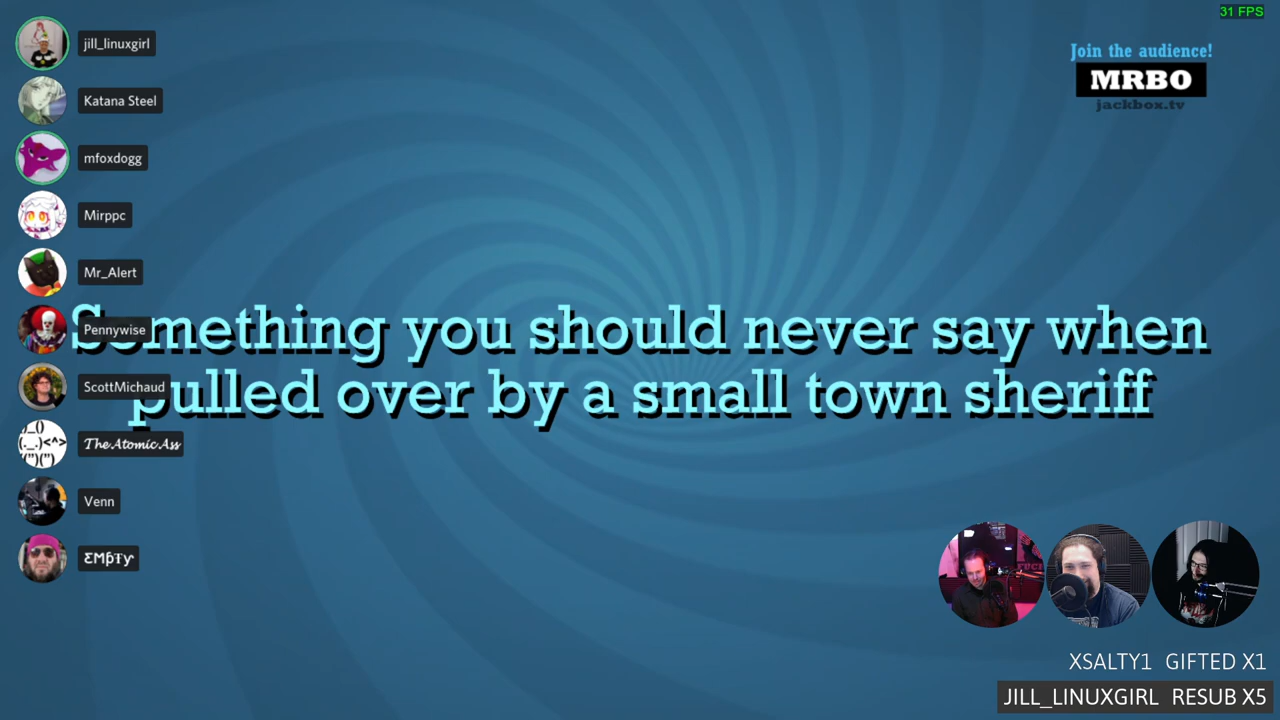 31 FPS
jill_linuxgirl
Join the audience!
MRBO
jackbox.tv
Katana Steel
mfoxdogg
Mirppc
Mr_Alert
Pennywise
Something you should never say when
ScottMichaud
pulled over by a small town sheriff
TheAtomicAss
Venn
ƩMϸŦყ
XSALTY1 GIFTED X1
JILL_LINUXGIRL RESUB X5